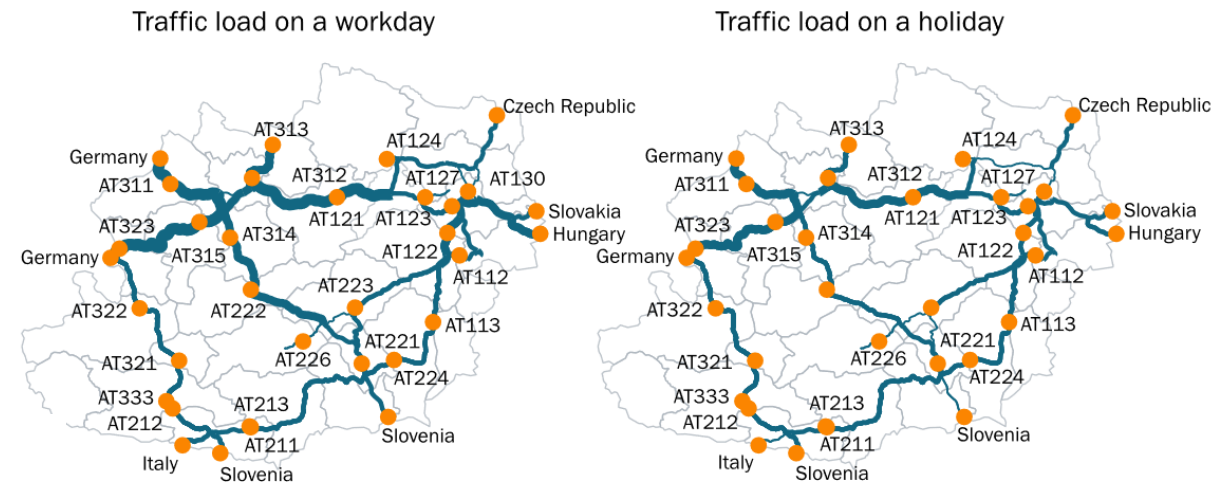 Traffic load on a workday
Czech Republic
AT313
AT124
Germany
AT311
AT312
AT127
AT130
AT121
AT123
Slovakia
AT323
AT314
Hungary
Germany
AT315
AT122
AT112
AT322
AT222
AT223
AT113
AT321
AT226
AT221
AT224
AT333
AT212
AT213
AT211
Slovenia
Italy
Slovenia
Traffic load on a holiday
Czech Republic
AT313
AT124
Germany
AT311
AT312
AT127
AT130
AT121
AT123
Slovakia
AT323
AT314
Hungary
Germany
AT315
AT122
AT112
AT322
AT222
AT223
AT113
AT321
AT226
AT221
AT224
AT333
AT212
AT213
AT211
Slovenia
Italy
Slovenia